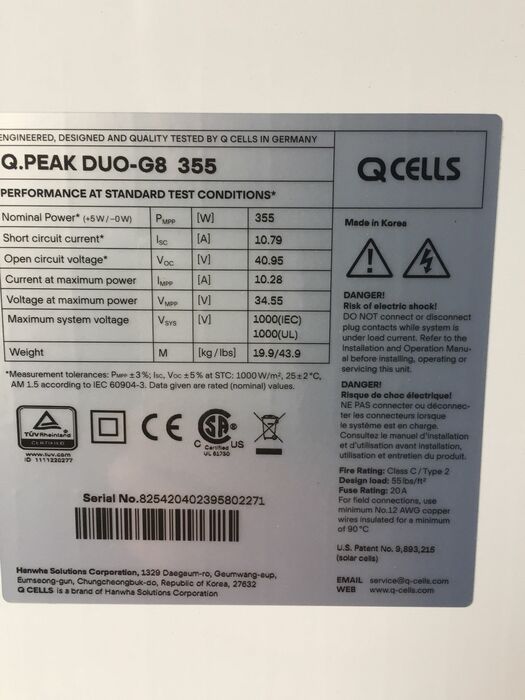 ENGINEERED, DESIGNED AND QUALITY TESTED BY Q CELLS IN GERMANY
Q.PEAK DUO-G8 355
PERFORMANCE AT STANDARD TEST CONDITIONS*
Nominal Power* (+5W/-0W) PMPP [W] 355
Short circuit current* ISC [A] 10.79
Open circuit voltage* VOC [V] 40.95
Current at maximum power IMPP [A] 10.28
Voltage at maximum power VMPP [V] 34.55
Maximum system voltage VSYS [V] 1000(IEC)
1000(UL)
Weight M [kg/lbs] 19.9/43.9
*Measurement tolerances: PMPP ±3%; Isc, Voc ±5% at STC: 1000W/m², 25±2°C,
AM 1.5 according to IEC 60904-3. Data given are rated (nominal) values.
TÜVRheinland
CERTIFIED
www.tuv.com
ID 1111220277
CE
C SA US
Certified
UL 61730
Serial No.825420402395802271
Hanwha Solutions Corporation, 1329 Daegeum-ro, Geumwang-eup,
Eumseong-gun, Chungcheongbuk-do, Republic of Korea, 27632
Q CELLS is a brand of Hanwha Solutions Corporation
Q CELLS
Made in Korea
DANGER!
Risk of electric shock!
DO NOT connect or disconnect
plug contacts while system is
under load current. Refer to the
Installation and Operation Manu-
al before installing, operating or
servicing this unit.
DANGER!
Risque de choc électrique!
NE PAS connecter ou déconnec-
ter les connecteurs lorsque
le système est en charge.
Consultez le manuel d'installation
et d'utilisation avant installation,
utilisation et entretien du produit.
Fire Rating: Class C/Type 2
Design load: 55 lbs/ft²
Fuse Rating: 20A
For field connections, use
minimum No.12 AWG copper
wires insulated for a minimum
of 90°C
U.S. Patent No. 9,893,215
(solar cells)
EMAIL service@q-cells.com
WEB www.q-cells.com